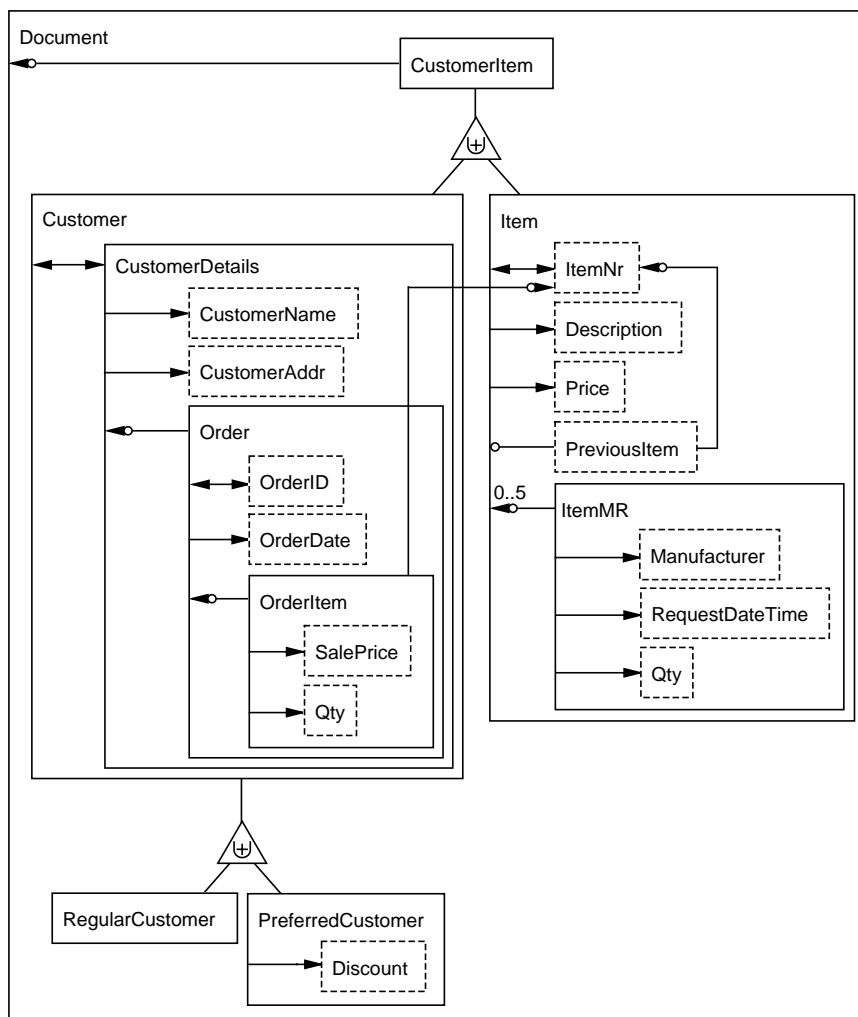 Document
CustomerItem
⊎
Customer
CustomerDetails
CustomerName
CustomerAddr
Order
OrderID
OrderDate
OrderItem
SalePrice
Qty
Item
ItemNr
Description
Price
PreviousItem
0..5
ItemMR
Manufacturer
RequestDateTime
Qty
⊎
RegularCustomer
PreferredCustomer
Discount